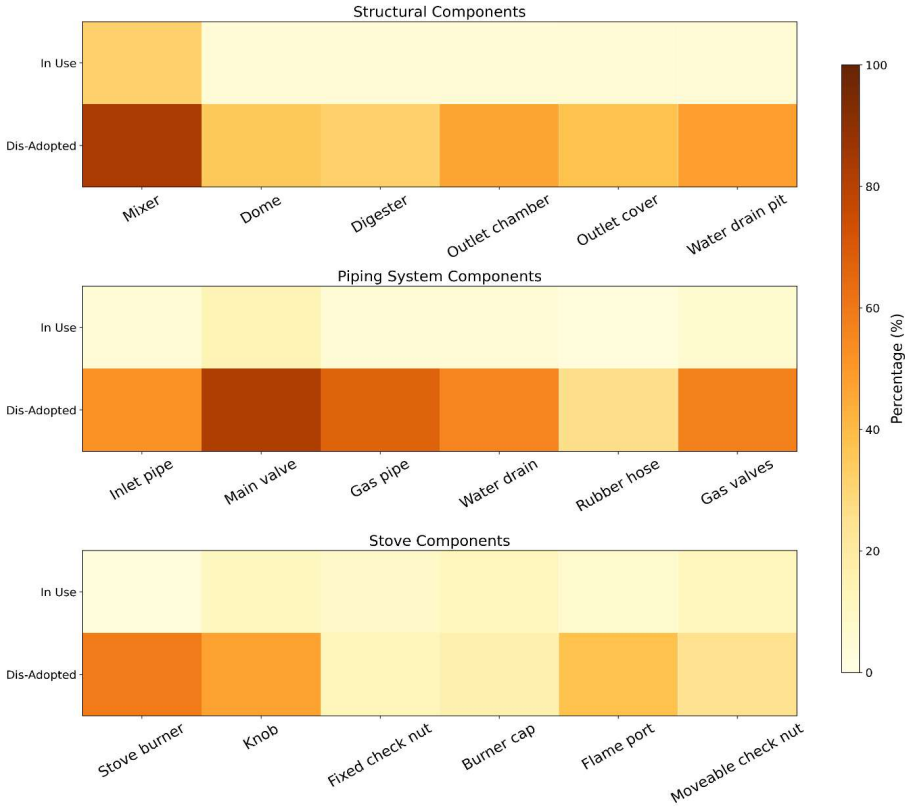 Structural Components
In Use
Dis-Adopted
Mixer
Dome
Digester
Outlet chamber
Outlet cover
Water drain pit
Piping System Components
In Use
Dis-Adopted
Inlet pipe
Main valve
Gas pipe
Water drain
Rubber hose
Gas valves
Stove Components
In Use
Dis-Adopted
Stove burner
Knob
Fixed check nut
Burner cap
Flame port
Moveable check nut
100
80
60
40
20
0
Percentage (%)